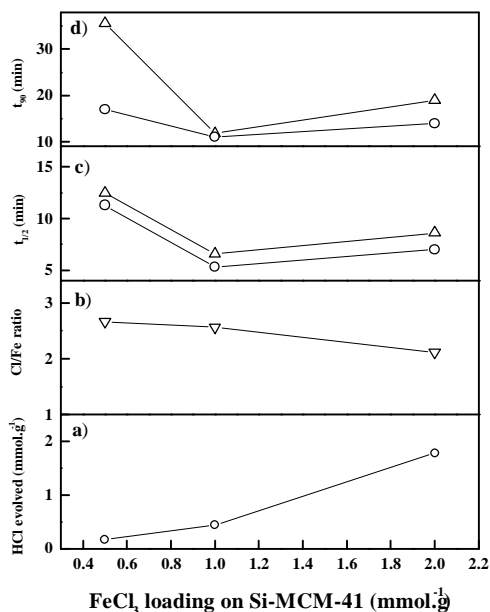 d)
t90 (min)
30
20
10
c)
t1/2 (min)
15
10
5
b)
Cl/Fe ratio
3
2
1
a)
HCl evolved (mmol.g-1)
2
1
0
0.4 0.6 0.8 1.0 1.2 1.4 1.6 1.8 2.0 2.2
FeCl3 loading on Si-MCM-41 (mmol.g-1)